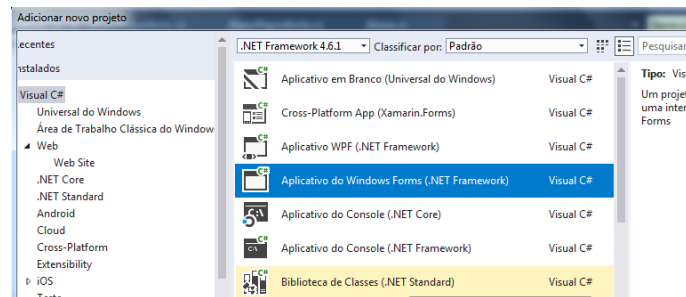 Adicionar novo projeto
ecentes
nstalados
Visual C#
Universal do Windows
Área de Trabalho Clássica do Window
Web
Web Site
.NET Core
.NET Standard
Android
Cloud
Cross-Platform
Extensibility
iOS
.NET Framework 4.6.1
Classificar por: Padrão
Pesquisar
Aplicativo em Branco (Universal do Windows) Visual C#
Cross-Platform App (Xamarin.Forms) Visual C#
Aplicativo WPF (.NET Framework) Visual C#
Aplicativo do Windows Forms (.NET Framework) Visual C#
Aplicativo do Console (.NET Core) Visual C#
Aplicativo do Console (.NET Framework) Visual C#
Biblioteca de Classes (.NET Standard) Visual C#
Tipo: Vis
Um projet
uma inter
Forms